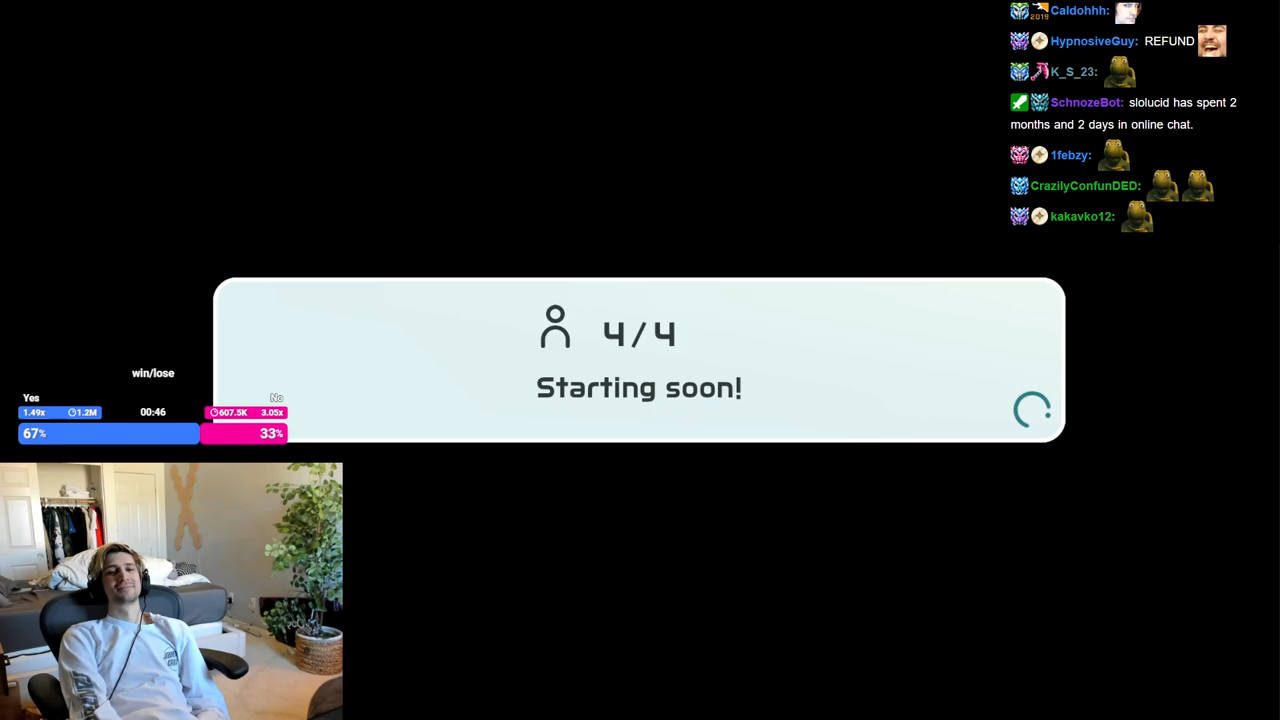 Caldohhh:
2019
HypnosiveGuy: REFUND
K_S_23:
SchnozeBot: slolucid has spent 2
months and 2 days in online chat.
1febzy:
CrazilyConfunDED:
kakavko12:
4/4
Starting soon!
win/lose
Yes
No
1.49x 1.2M
00:46
607.5K 3.05x
67%
33%